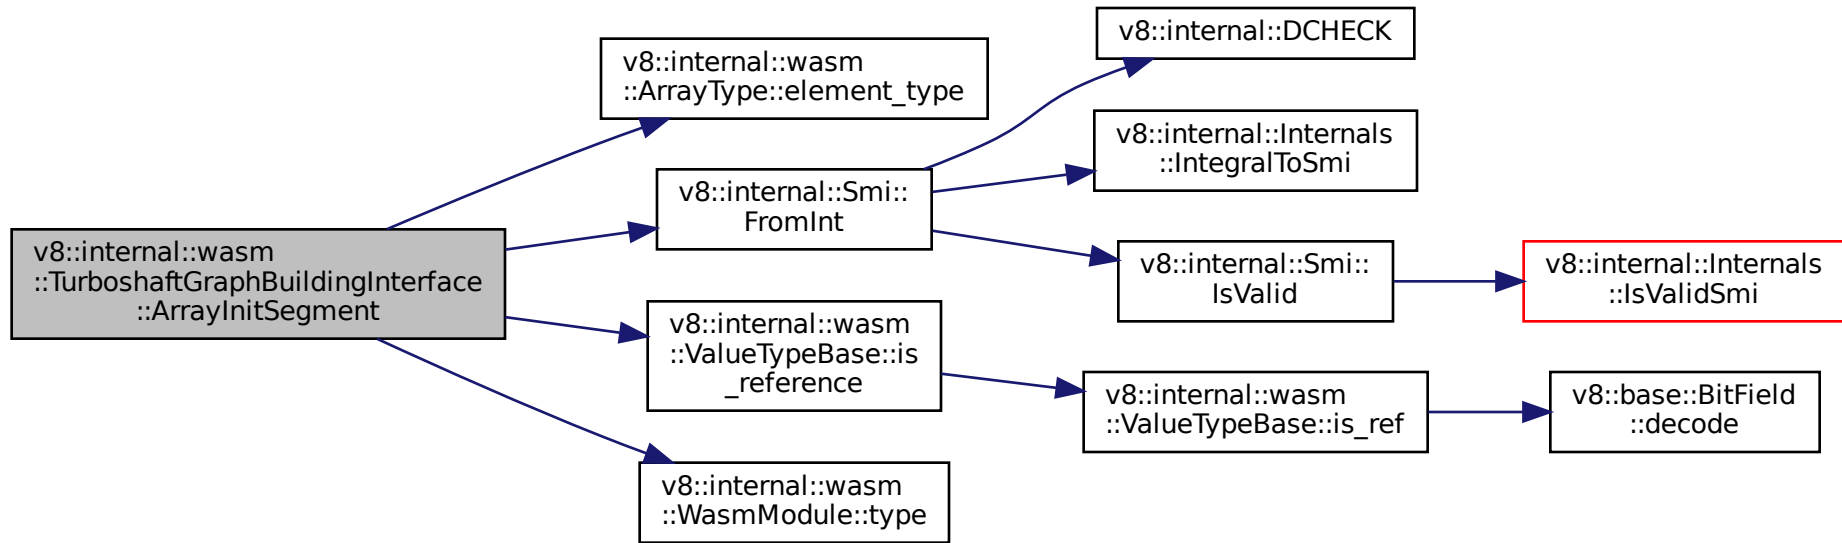 v8::internal::wasm
::TurboshaftGraphBuildingInterface
::ArrayInitSegment
v8::internal::wasm
::ArrayType::element_type
v8::internal::Smi::
FromInt
v8::internal::DCHECK
v8::internal::Internals
::IntegralToSmi
v8::internal::Smi::
IsValid
v8::internal::Internals
::IsValidSmi
v8::internal::wasm
::ValueTypeBase::is
_reference
v8::internal::wasm
::ValueTypeBase::is_ref
v8::base::BitField
::decode
v8::internal::wasm
::WasmModule::type